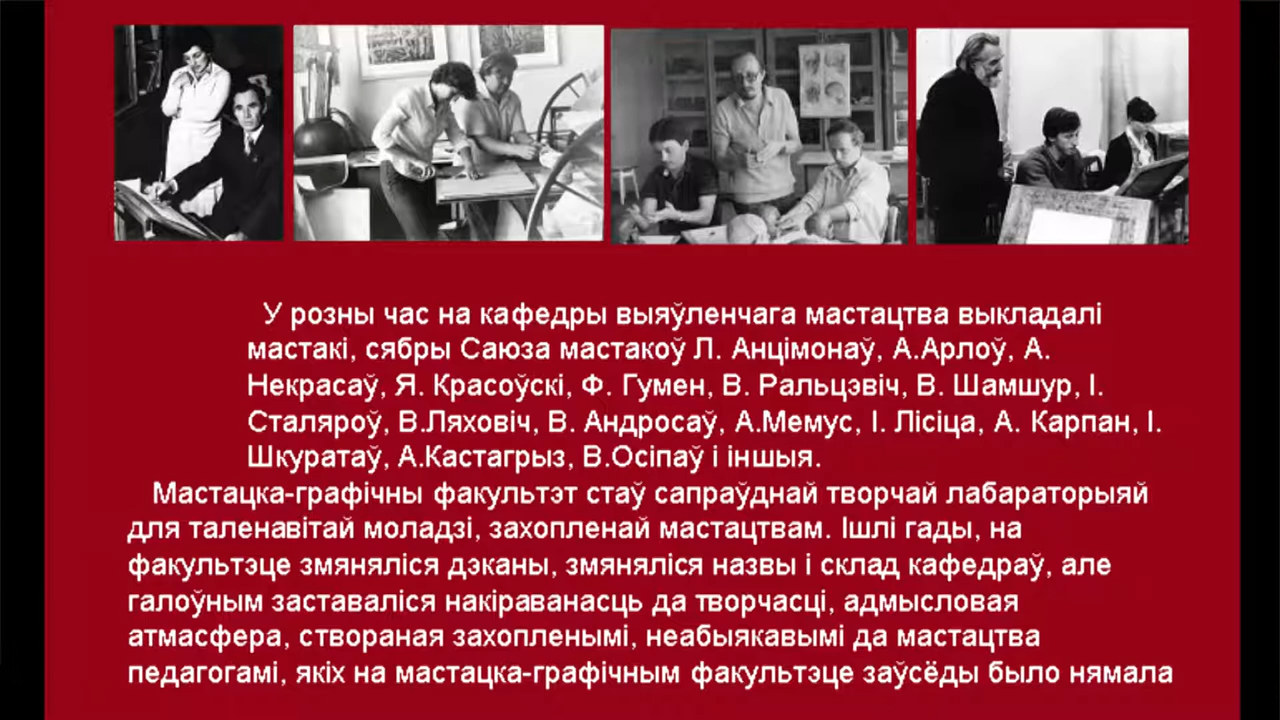 У розны час на кафедры выяўленчага мастацтва выкладалі
мастакі, сябры Саюза мастакоў Л. Анцімонаў, А.Арлоў, А.
Некрасаў, Я. Красоўскі, Ф. Гумен, В. Ральцэвіч, В. Шамшур, І.
Сталяроў, В.Ляховіч, В. Андросаў, А.Мемус, І. Лісіца, А. Карпан, І.
Шкуратаў, А.Кастагрыз, В.Осіпаў і іншыя.
Мастацка-графічны факультэт стаў сапраўднай творчай лабараторыяй
для таленавітай моладзі, захопленай мастацтвам. Ішлі гады, на
факультэце змяняліся дэканы, змяняліся назвы і склад кафедраў, але
галоўным заставаліся накіраванасць да творчасці, адмысловая
атмасфера, створаная захопленымі, неабыякавымі да мастацтва
педагогамі, якіх на мастацка-графічным факультэце заўсёды было нямала